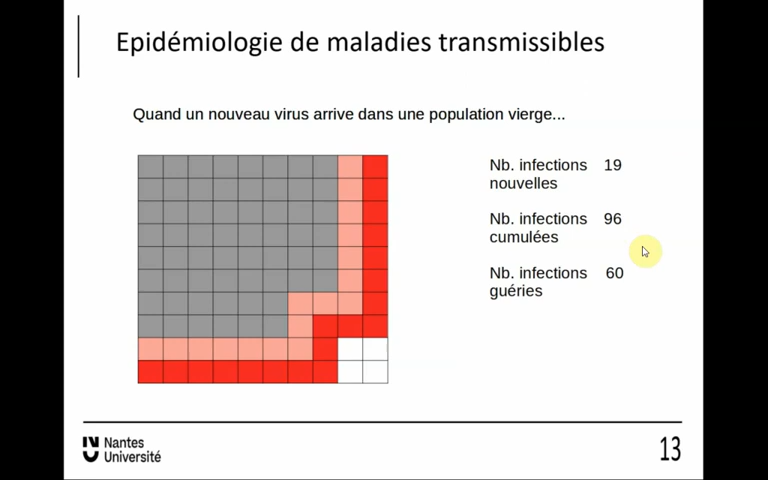 Epidémiologie de maladies transmissibles
Quand un nouveau virus arrive dans une population vierge...
Nb. infections 19
nouvelles
Nb. infections 96
cumulées
Nb. infections 60
guéries
Nantes
Université
13